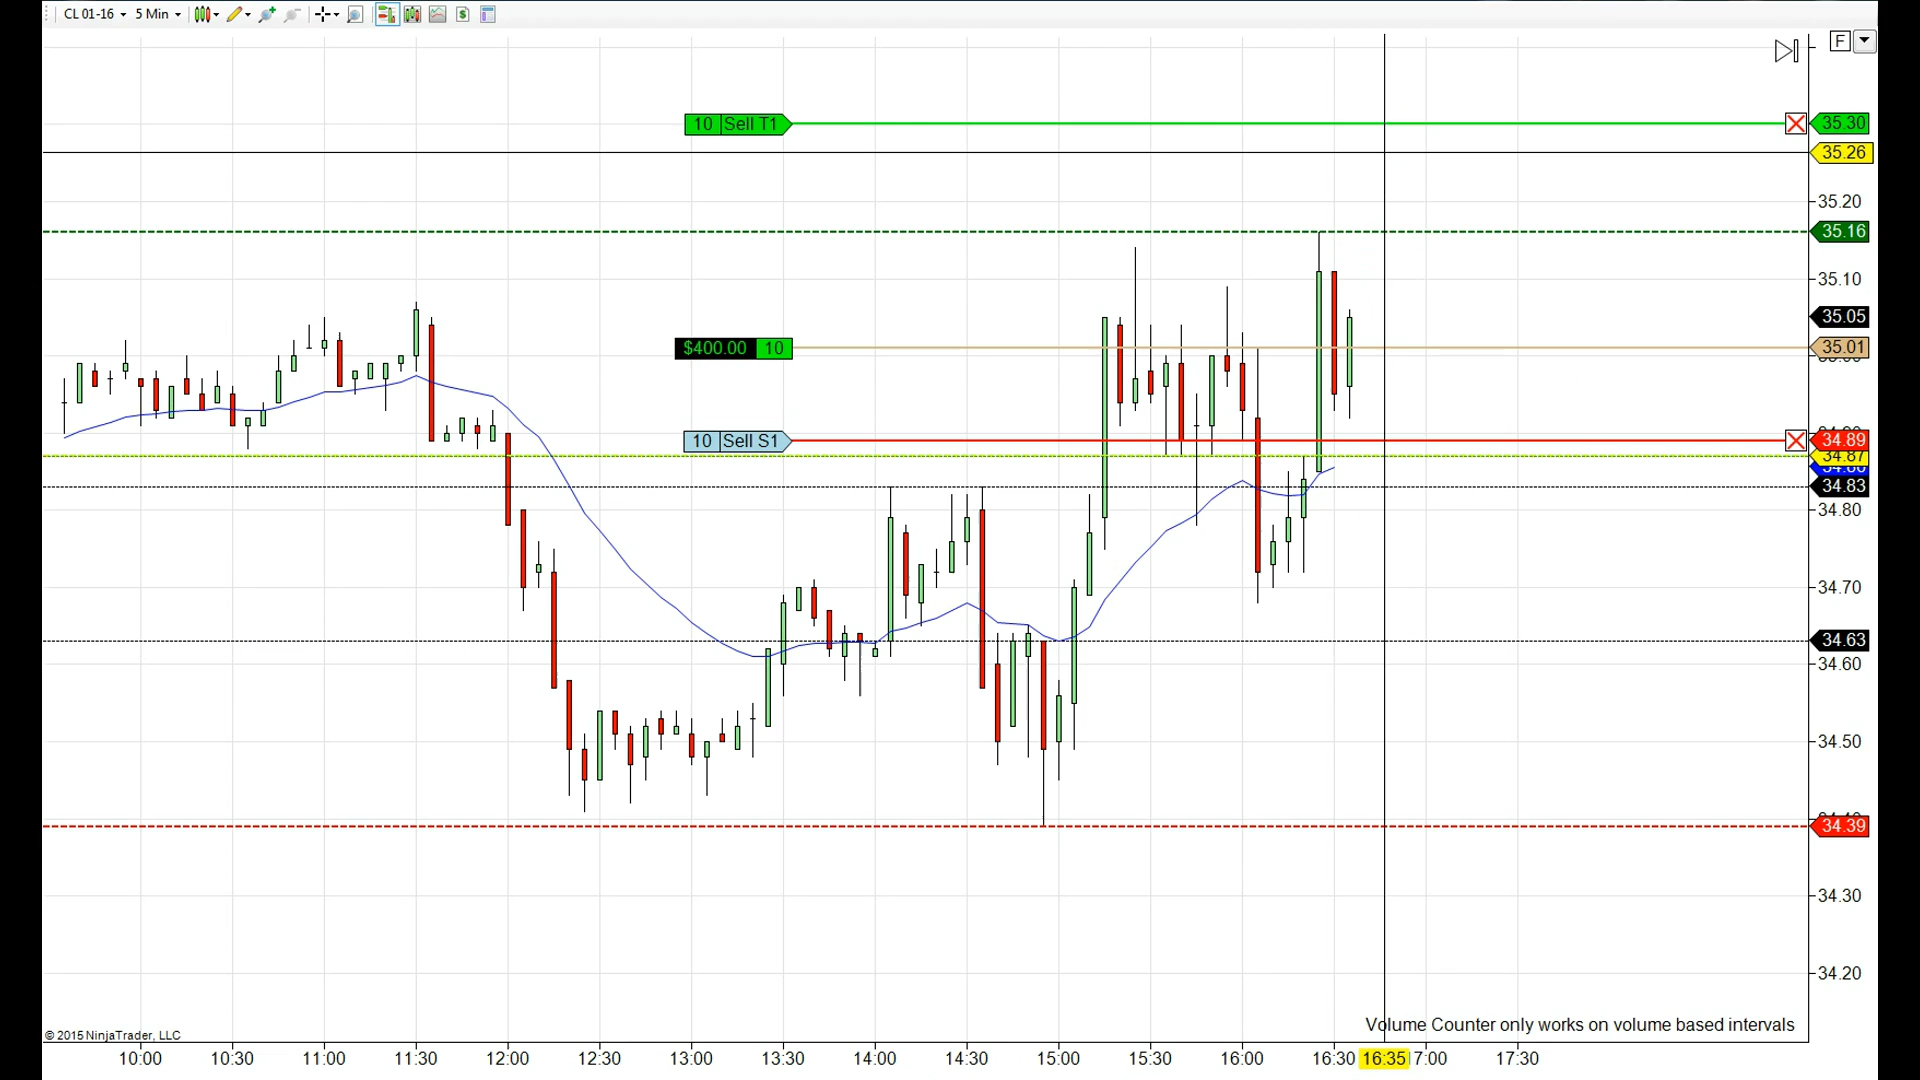 CL 01-16 5 Min
F
10 Sell T1 35.30
35.26
35.20
35.16
35.10
35.05
$400.00 10 35.01
10 Sell S1 34.89
34.87
34.83
34.80
34.70
34.63
34.60
34.50
34.39
34.30
34.20
Volume Counter only works on volume based intervals
© 2015 NinjaTrader, LLC
10:00 10:30 11:00 11:30 12:00 12:30 13:00 13:30 14:00 14:30 15:00 15:30 16:00 16:30 16:35 7:00 17:30